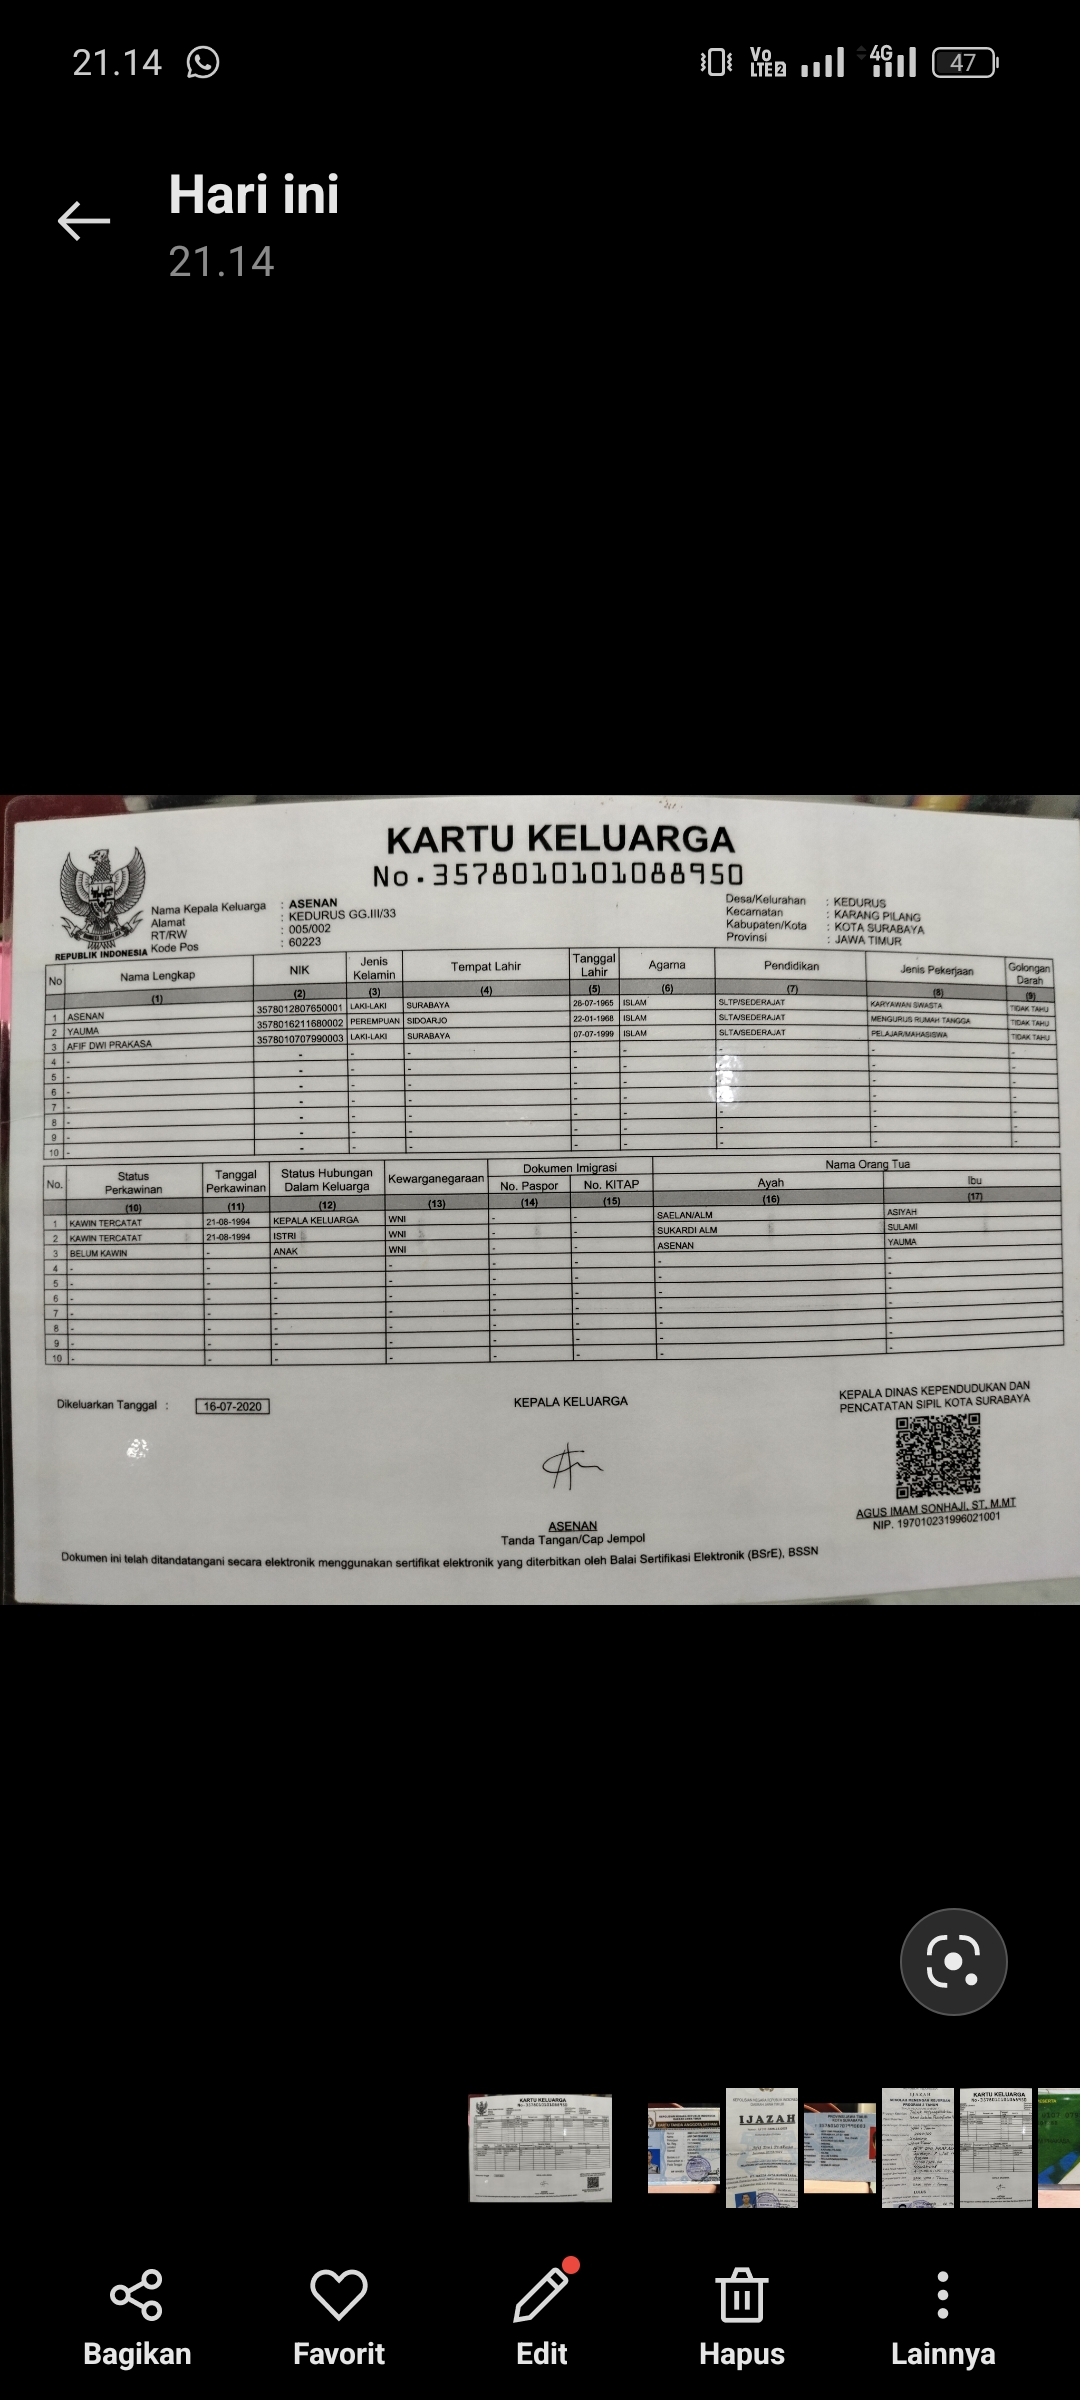 21.14
Vo LTE 2 4G 47
Hari ini
21.14
KARTU KELUARGA
No.3578010101088950
Nama Kepala Keluarga : ASENAN
Alamat : KEDURUS GG.III/33
RT/RW : 005/002
Kode Pos : 60223
Desa/Kelurahan : KEDURUS
Kecamatan : KARANG PILANG
Kabupaten/Kota : KOTA SURABAYA
Provinsi : JAWA TIMUR
REPUBLIK INDONESIA
No Nama Lengkap NIK Jenis Kelamin Tempat Lahir Tanggal Lahir Agama Pendidikan Jenis Pekerjaan Golongan Darah
(1) (2) (3) (4) (5) (6) (7) (8) (9)
1 ASENAN 3578012807650001 LAKI-LAKI SURABAYA 28-07-1965 ISLAM SLTP/SEDERAJAT KARYAWAN SWASTA TIDAK TAHU
2 YAUMA 3578016211680002 PEREMPUAN SIDOARJO 22-01-1968 ISLAM SLTA/SEDERAJAT MENGURUS RUMAH TANGGA TIDAK TAHU
3 AFIF DWI PRAKASA 3578010707990003 LAKI-LAKI SURABAYA 07-07-1999 ISLAM SLTA/SEDERAJAT PELAJAR/MAHASISWA TIDAK TAHU
4 - - - - - - - - -
5 - - - - - - - - -
6 - - - - - - - - -
7 - - - - - - - - -
8 - - - - - - - - -
9 - - - - - - - - -
10 - - - - - - - - -
No. Status Perkawinan Tanggal Perkawinan Status Hubungan Dalam Keluarga Kewarganegaraan Dokumen Imigrasi No. Paspor No. KITAP Nama Orang Tua Ayah Ibu
(10) (11) (12) (13) (14) (15) (16) (17)
1 KAWIN TERCATAT 21-08-1994 KEPALA KELUARGA WNI - - SAELAN/ALM ASIYAH
2 KAWIN TERCATAT 21-08-1994 ISTRI WNI - - SUKARDI ALM SULAMI
3 BELUM KAWIN - ANAK WNI - - ASENAN YAUMA
4 - - - - - - - -
5 - - - - - - - -
6 - - - - - - - -
7 - - - - - - - -
8 - - - - - - - -
9 - - - - - - - -
10 - - - - - - - -
Dikeluarkan Tanggal : 16-07-2020
KEPALA KELUARGA
ASENAN
Tanda Tangan/Cap Jempol
KEPALA DINAS KEPENDUDUKAN DAN
PENCATATAN SIPIL KOTA SURABAYA
AGUS IMAM SONHAJI, ST, M.MT
NIP. 197010231996021001
Dokumen ini telah ditandatangani secara elektronik menggunakan sertifikat elektronik yang diterbitkan oleh Balai Sertifikasi Elektronik (BSrE), BSSN
KARTU KELUARGA
IJAZAH
IJAZAH
KARTU KELUARGA
Bagikan Favorit Edit Hapus Lainnya